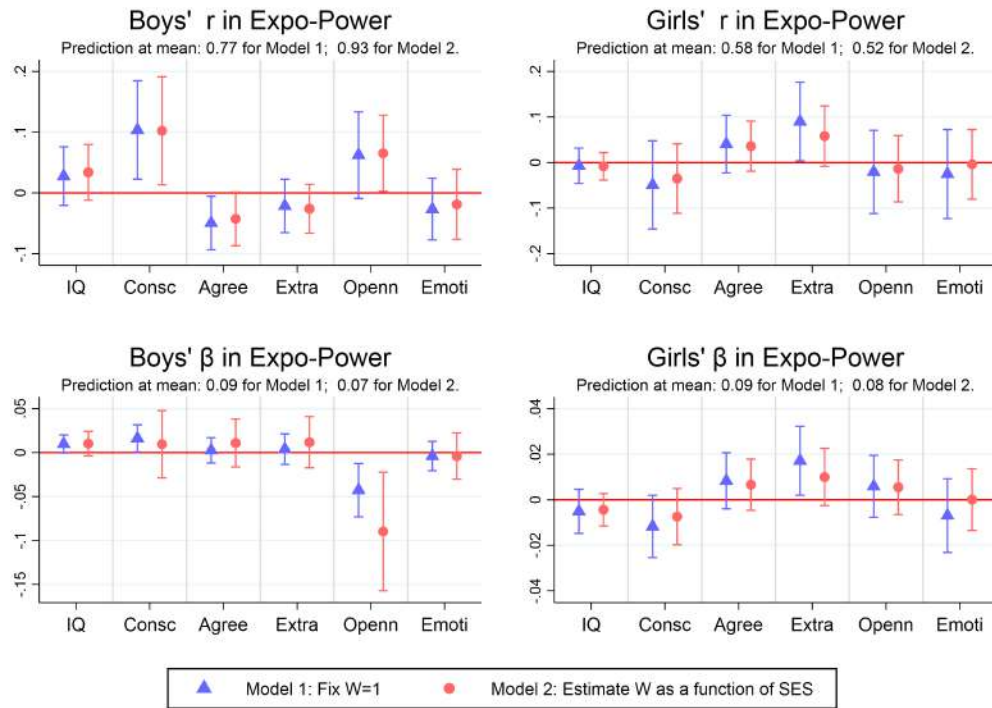 Boys' r in Expo-Power
Prediction at mean: 0.77 for Model 1; 0.93 for Model 2.
.2
.1
0
-.1
IQ Consc Agree Extra Openn Emoti
Girls' r in Expo-Power
Prediction at mean: 0.58 for Model 1; 0.52 for Model 2.
.2
.1
0
-.1
-.2
IQ Consc Agree Extra Openn Emoti
Boys' β in Expo-Power
Prediction at mean: 0.09 for Model 1; 0.07 for Model 2.
.05
0
-.05
-.1
-.15
IQ Consc Agree Extra Openn Emoti
Girls' β in Expo-Power
Prediction at mean: 0.09 for Model 1; 0.08 for Model 2.
.04
.02
0
-.02
-.04
IQ Consc Agree Extra Openn Emoti
Model 1: Fix W=1 Model 2: Estimate W as a function of SES